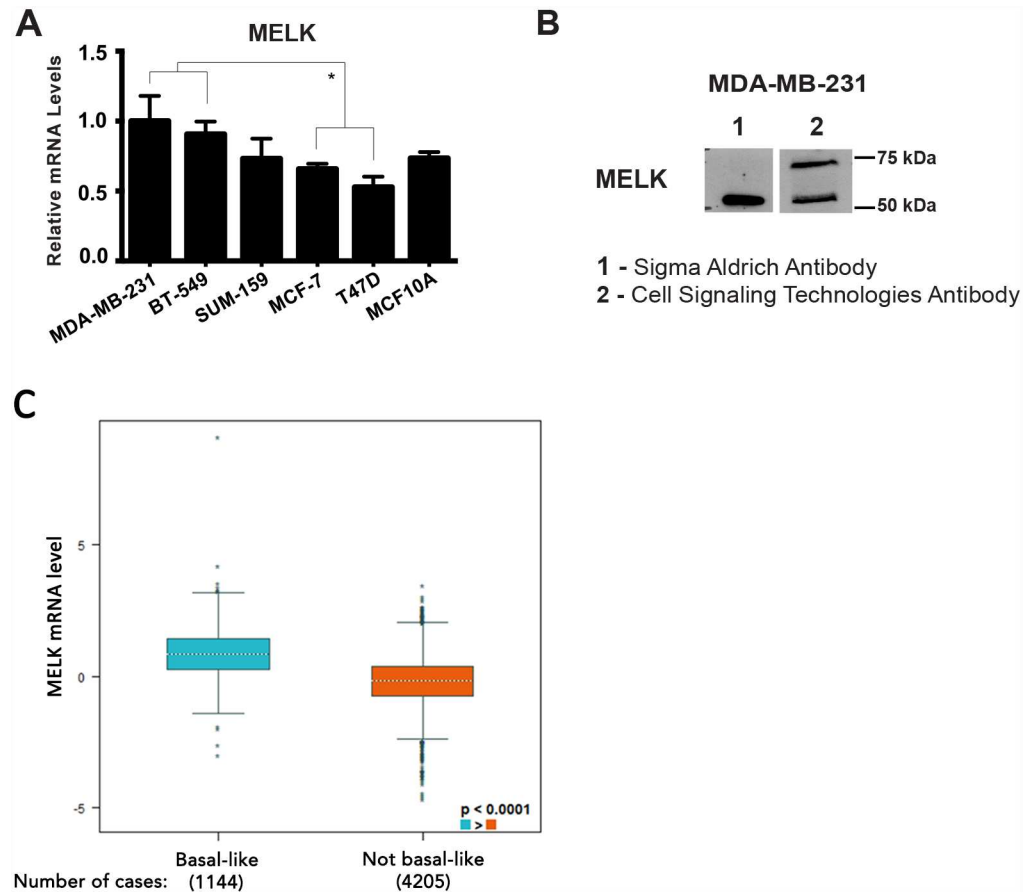 A
MELK
Relative mRNA Levels
1.5
1.0
0.5
0.0
*
MDA-MB-231
BT-549
SUM-159
MCF-7
T47D
MCF10A
B
MDA-MB-231
1 2
MELK
75 kDa
50 kDa
1 - Sigma Aldrich Antibody
2 - Cell Signaling Technologies Antibody
C
MELK mRNA level
5
0
-5
p < 0.0001
>
Basal-like Not basal-like
Number of cases: (1144) (4205)